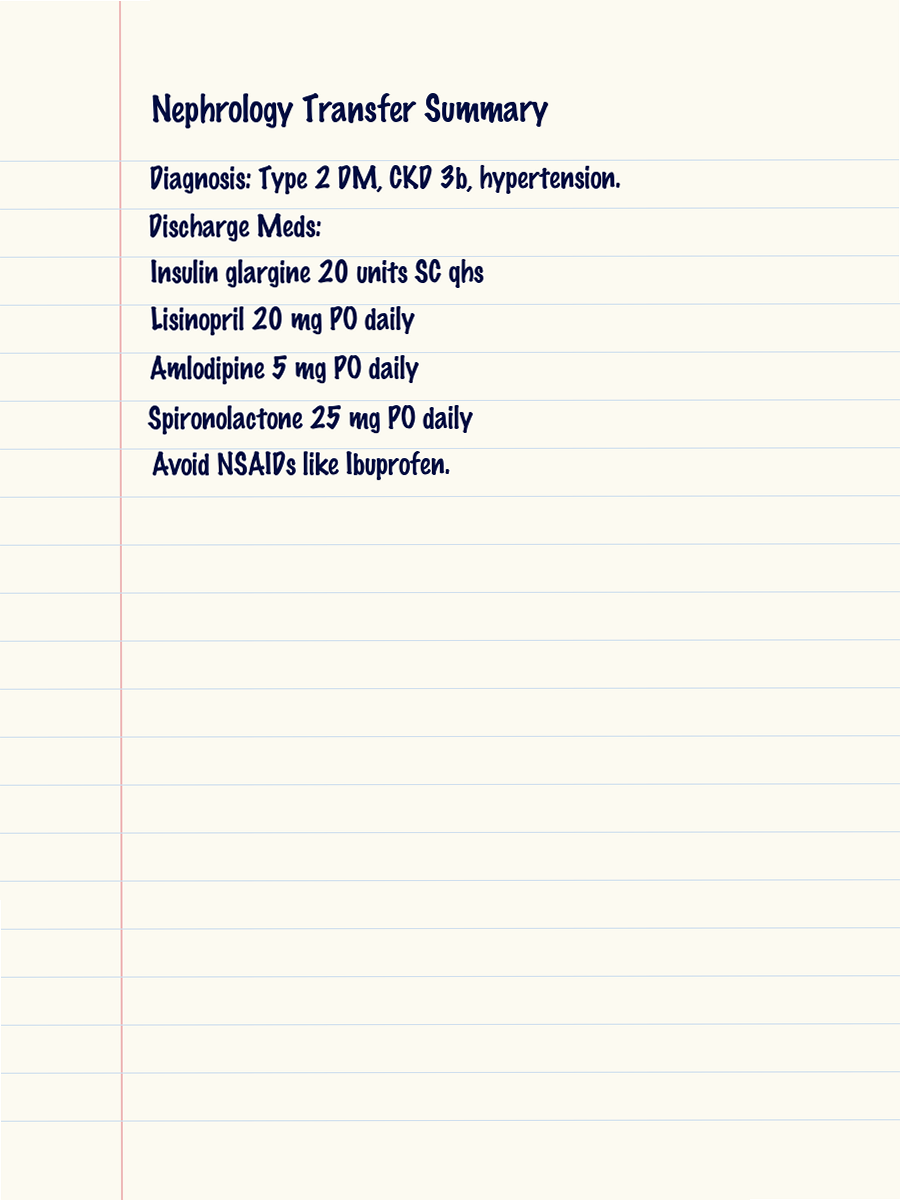 Nephrology Transfer Summary
Diagnosis: Type 2 DM, CKD 3b, hypertension.
Discharge Meds:
Insulin glargine 20 units SC qhs
Lisinopril 20 mg PO daily
Amlodipine 5 mg PO daily
Spironolactone 25 mg PO daily
Avoid NSAIDs like Ibuprofen.